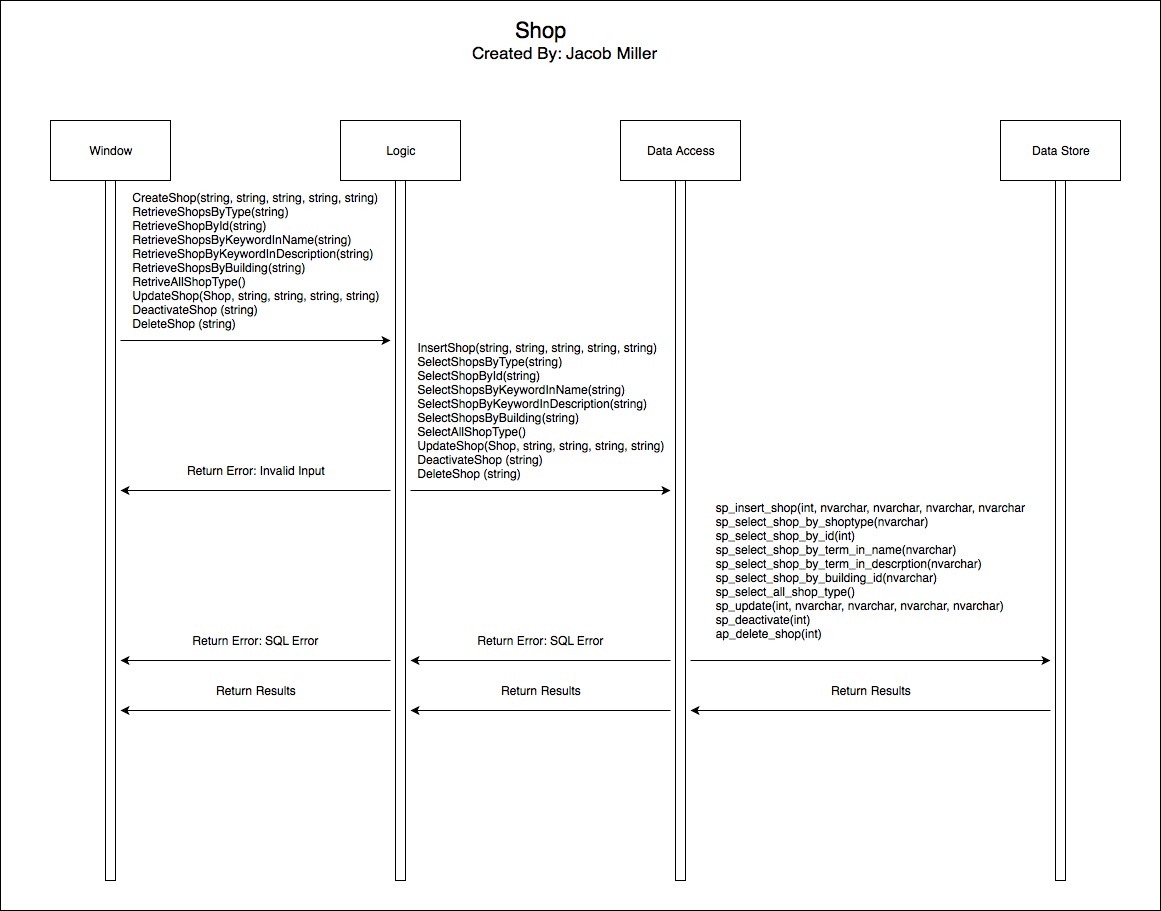 Shop
Created By: Jacob Miller
Window
Logic
Data Access
Data Store
CreateShop(string, string, string, string, string)
RetrieveShopsByType(string)
RetrieveShopById(string)
RetrieveShopsByKeywordInName(string)
RetrieveShopByKeywordInDescription(string)
RetrieveShopsByBuilding(string)
RetriveAllShopType()
UpdateShop(Shop, string, string, string, string)
DeactivateShop (string)
DeleteShop (string)
InsertShop(string, string, string, string, string)
SelectShopsByType(string)
SelectShopById(string)
SelectShopsByKeywordInName(string)
SelectShopByKeywordInDescription(string)
SelectShopsByBuilding(string)
SelectAllShopType()
UpdateShop(Shop, string, string, string, string)
DeactivateShop (string)
DeleteShop (string)
Return Error: Invalid Input
sp_insert_shop(int, nvarchar, nvarchar, nvarchar, nvarchar
sp_select_shop_by_shoptype(nvarchar)
sp_select_shop_by_id(int)
sp_select_shop_by_term_in_name(nvarchar)
sp_select_shop_by_term_in_descrption(nvarchar)
sp_select_shop_by_building_id(nvarchar)
sp_select_all_shop_type()
sp_update(int, nvarchar, nvarchar, nvarchar, nvarchar)
sp_deactivate(int)
ap_delete_shop(int)
Return Error: SQL Error
Return Error: SQL Error
Return Results
Return Results
Return Results